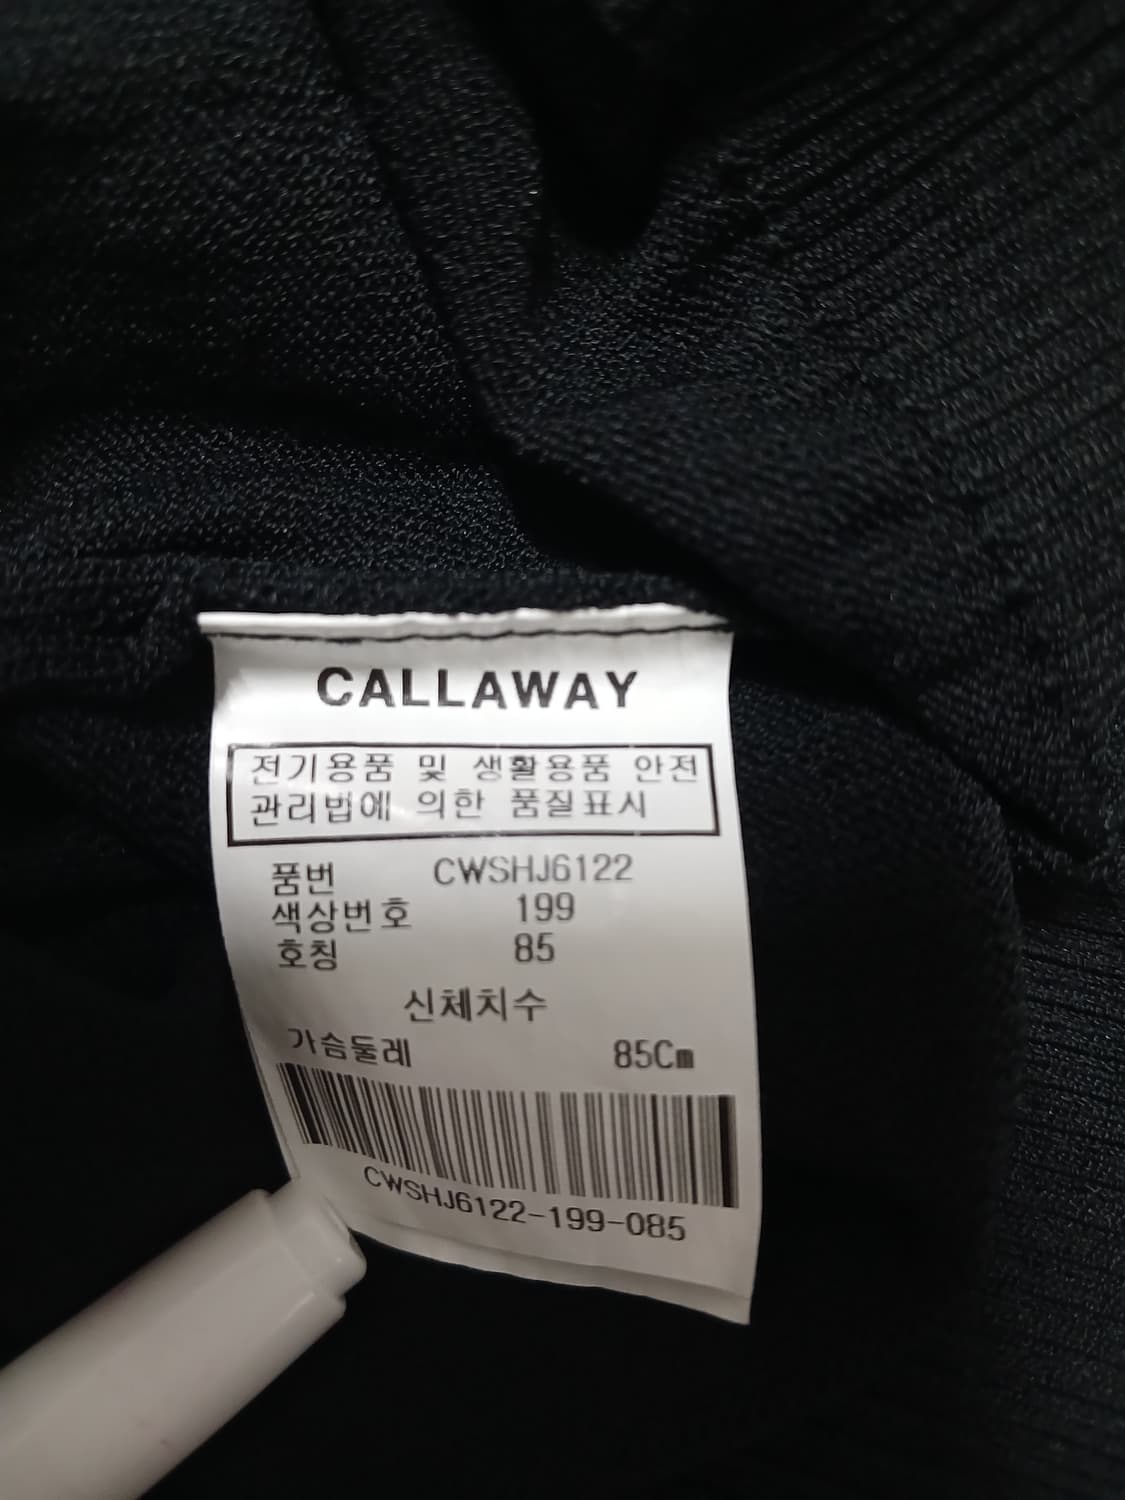 CALLAWAY
전기용품 및 생활용품 안전
관리법에 의한 품질표시
품번 CWSHJ6122
색상번호 199
호칭 85
신체치수
가슴둘레 85Cm
CWSHJ6122-199-085